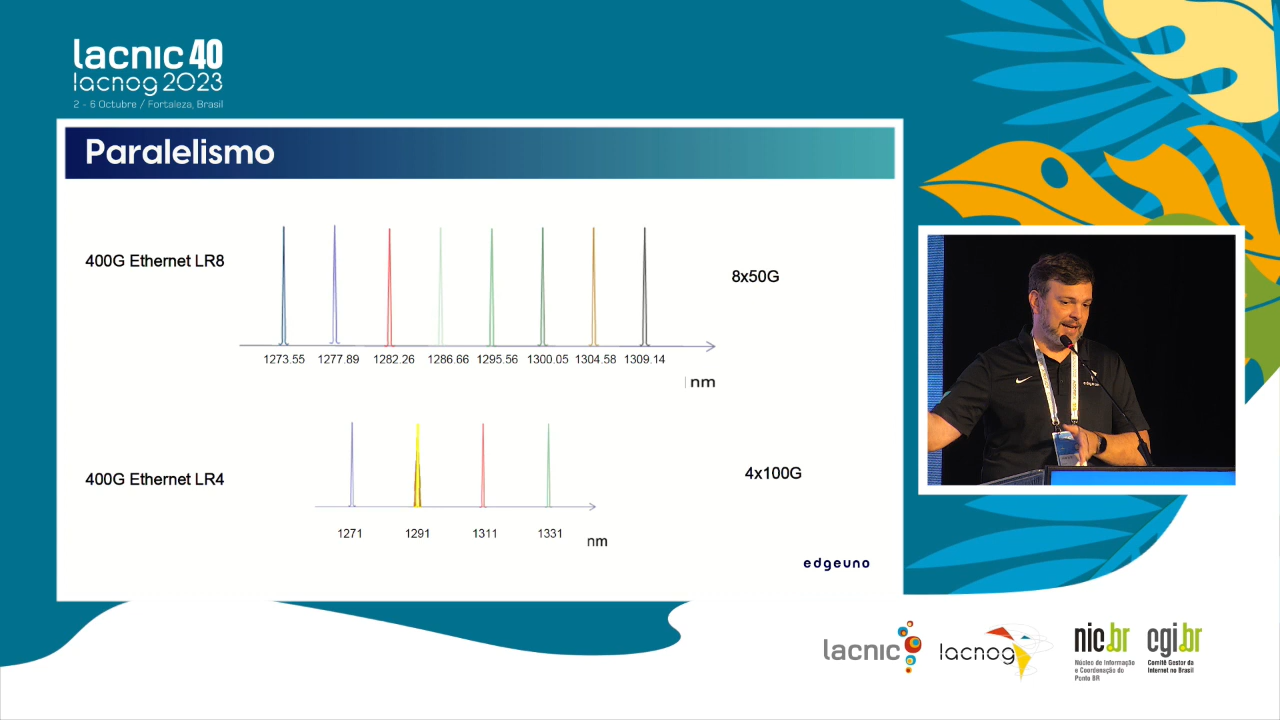 lacnic 40
lacnog 2023
2 - 6 Octubre / Fortaleza, Brasil
Paralelismo
400G Ethernet LR8
8x50G
1273.55 1277.89 1282.26 1286.66 1295.56 1300.05 1304.58 1309.14
nm
400G Ethernet LR4
4x100G
1271 1291 1311 1331
nm
edgeuno
edgeuno
lacnic
lacnog
nic.br
Núcleo de Informação
e Coordenação do
Ponto BR
cgi.br
Comitê Gestor da
Internet no Brasil